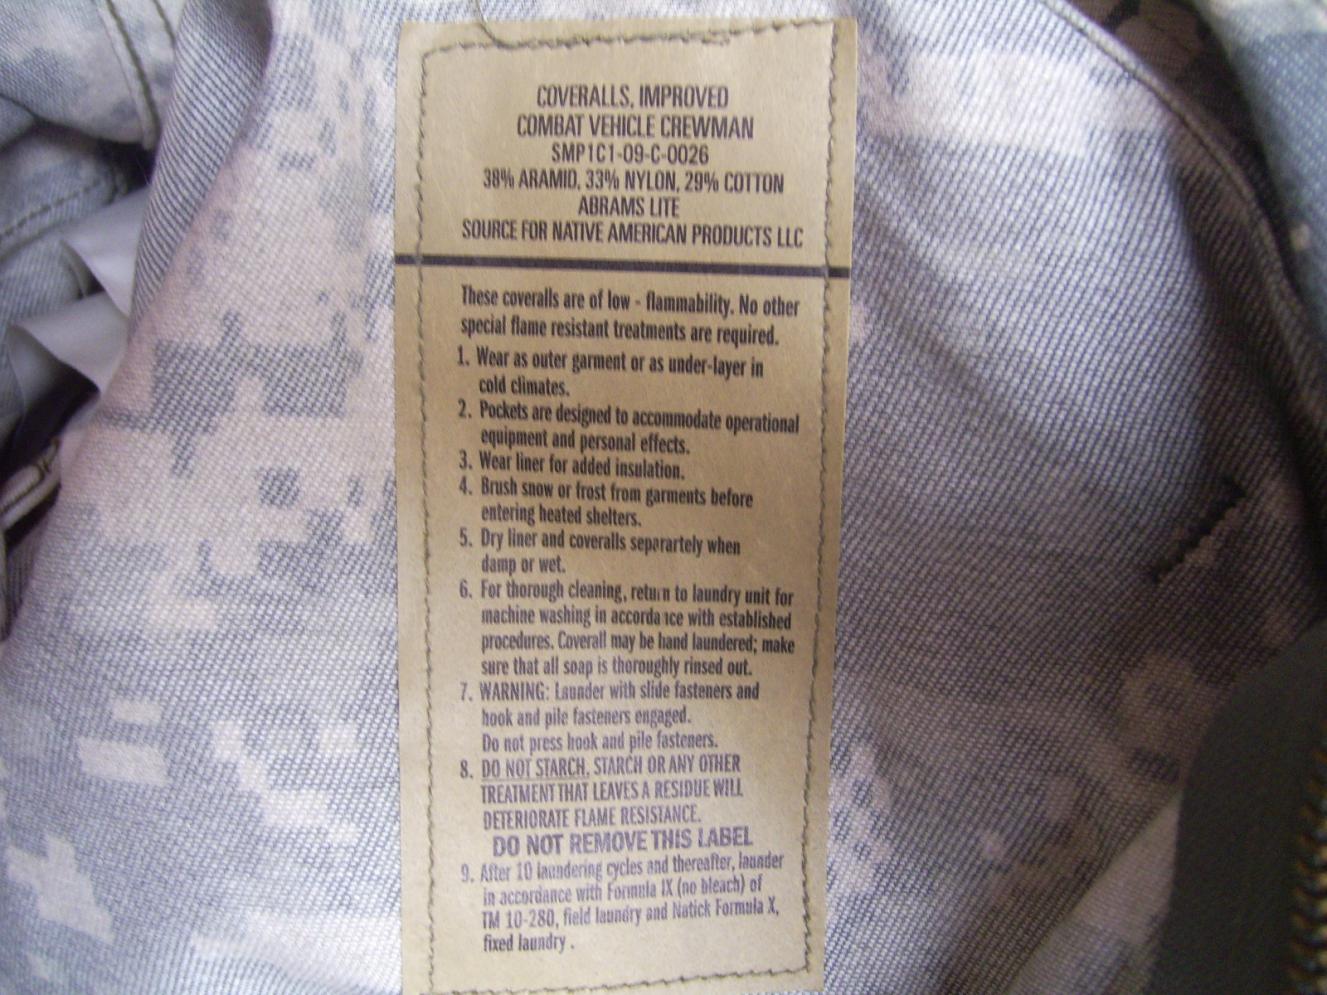 COVERALLS, IMPROVED
COMBAT VEHICLE CREWMAN
SMP1C1-09-C-0026
38% ARAMID, 33% NYLON, 29% COTTON
ABRAMS LITE
SOURCE FOR NATIVE AMERICAN PRODUCTS LLC
These coveralls are of low - flammability. No other
special flame resistant treatments are required.
1. Wear as outer garment or as under-layer in
cold climates.
2. Pockets are designed to accommodate operational
equipment and personal effects.
3. Wear liner for added insulation.
4. Brush snow or frost from garments before
entering heated shelters.
5. Dry liner and coveralls separartely when
damp or wet.
6. For thorough cleaning, return to laundry unit for
machine washing in accordance with established
procedures. Coverall may be hand laundered; make
sure that all soap is thoroughly rinsed out.
7. WARNING: Launder with slide fasteners and
hook and pile fasteners engaged.
Do not press hook and pile fasteners.
8. DO NOT STARCH, STARCH OR ANY OTHER
TREATMENT THAT LEAVES A RESIDUE WILL
DETERIORATE FLAME RESISTANCE.
DO NOT REMOVE THIS LABEL
9. After 10 laundering cycles and thereafter, launder
in accordance with Formula IX (no bleach) of
TM 10-280, field laundry and Natick Formula X,
fixed laundry .